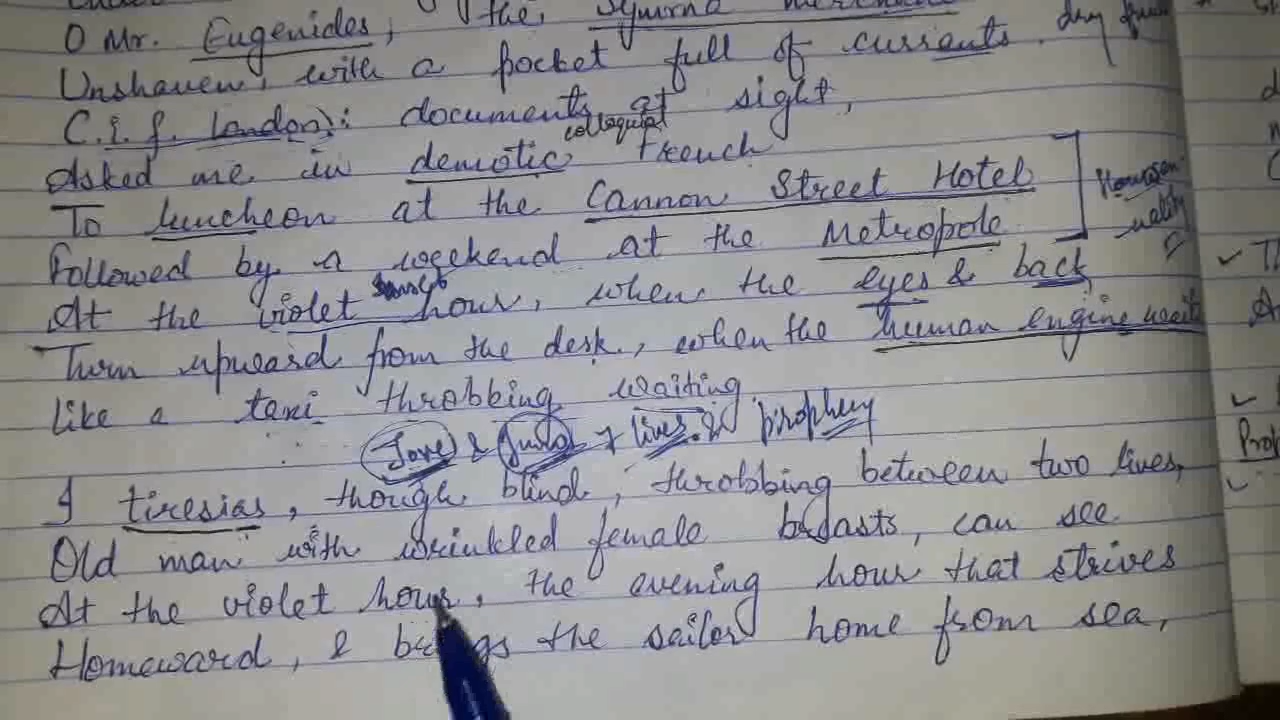 O Mr. Eugenides, the Smyrna merchant
Unshaven, with a pocket full of currants. dry
C.i.f. London: documents at sight,
colloquial
Asked me in demotic French
To luncheon at the Cannon Street Hotel
Followed by a weekend at the Metropole
At the violet hour, when the eyes & back
Turn upward from the desk, when the human engine waits
like a taxi throbbing waiting
Jove & Juno + lives & prophecy
I tiresias, though blind, throbbing between two lives,
Old man with wrinkled female breasts, can see
At the violet hour, the evening hour that strives
Homeward, & brings the sailor home from sea,